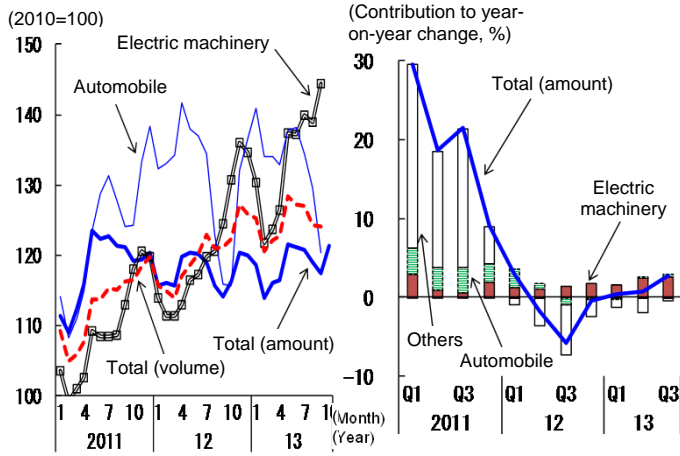 (2010=100)
150
140
130
120
110
100
Electric machinery
Automobile
Total (amount)
Total (volume)
1 4 7 10 1 4 7 10 1 4 7 10 (Month)
2011 12 13 (Year)
(Contribution to year-
on-year change, %)
30
20
10
0
-10
Total (amount)
Electric
machinery
Others
Automobile
Q1 Q3 Q1 Q3 Q1 Q3
2011 12 13